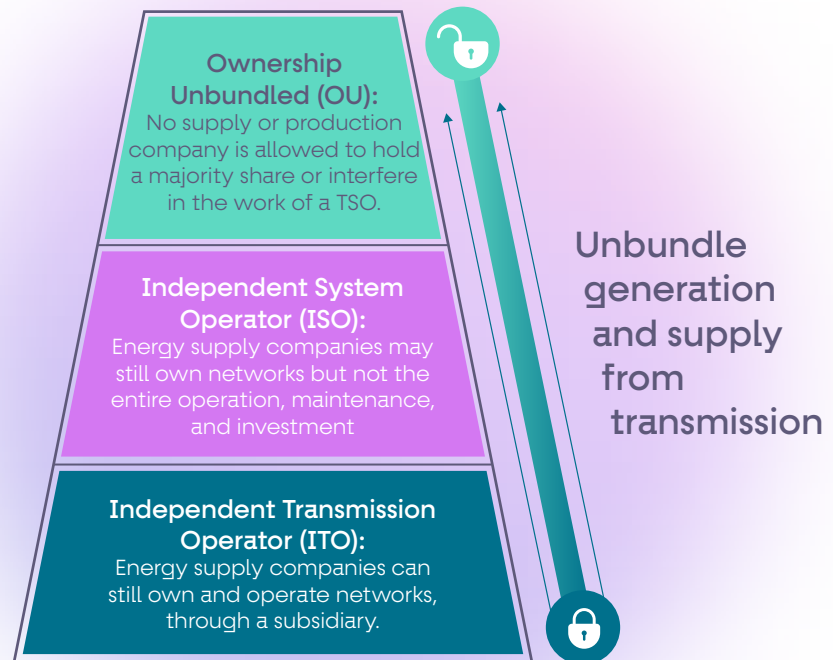 Ownership
Unbundled (OU):
No supply or production
company is allowed to hold
a majority share or interfere
in the work of a TSO.
Independent System
Operator (ISO):
Energy supply companies may
still own networks but not the
entire operation, maintenance,
and investment
Independent Transmission
Operator (ITO):
Energy supply companies can
still own and operate networks,
through a subsidiary.
Unbundle
generation
and supply
from
transmission